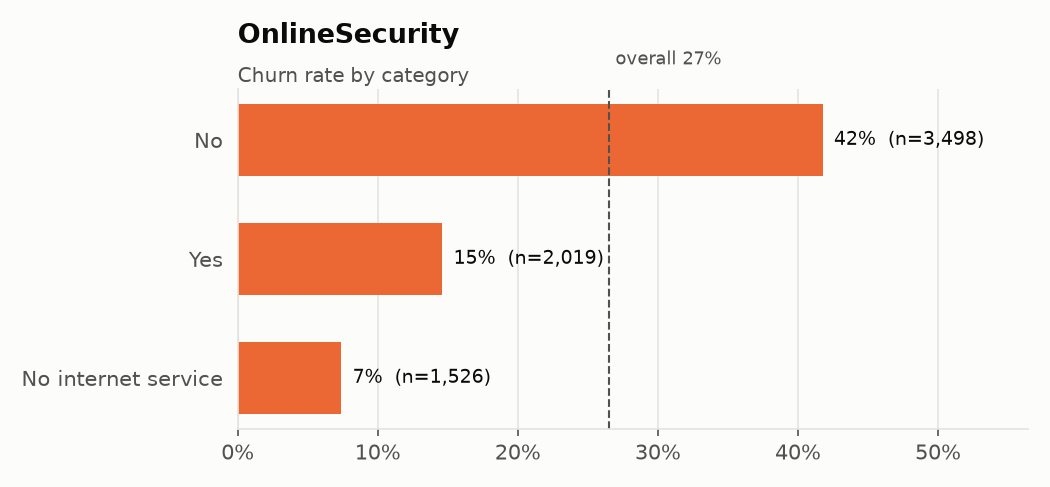 OnlineSecurity
overall 27%
Churn rate by category
No
42% (n=3,498)
Yes
15% (n=2,019)
No internet service
7% (n=1,526)
0% 10% 20% 30% 40% 50%